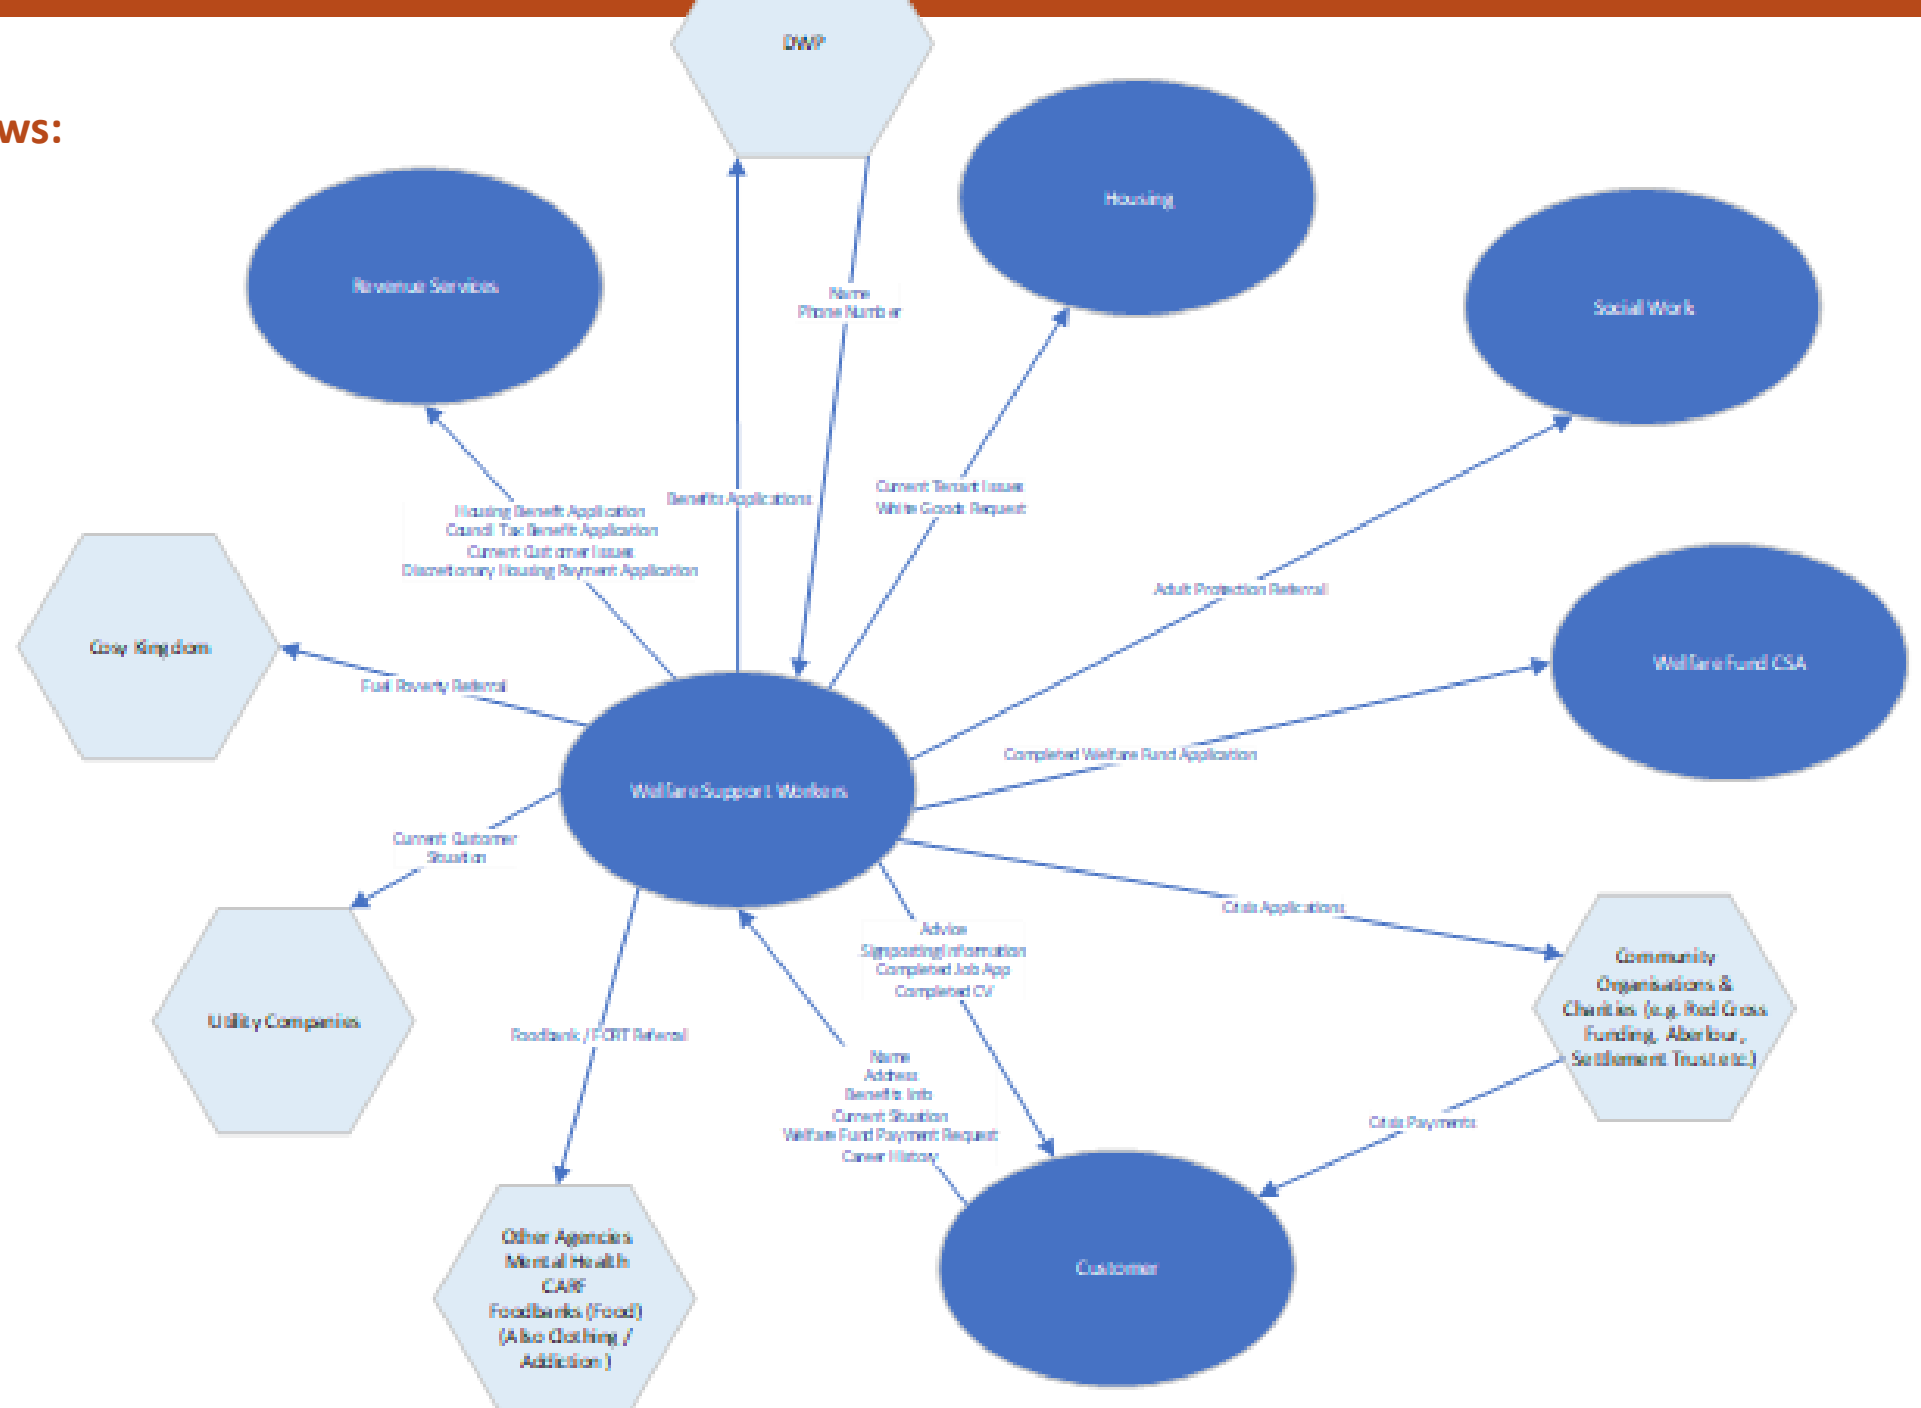 DWP
ws:
Housing
Revenue Services
Social Work
Name
Phone Number
Current Tenant Issues
White Goods Request
Benefits Applications
Housing Benefit Application
Council Tax Benefit Application
Current Customer Issues
Discretionary Housing Payment Application
Adult Protection Referral
Cosy Kingdom
Fuel Poverty Referral
Welfare Fund CSA
Completed Welfare Fund Application
Welfare Support Workers
Current Customer
Situation
Crisis Applications
Advice
Signposting Information
Completed Job App
Completed CV
Community
Organisations &
Charities (e.g. Red Cross
Funding, Aberlour,
Settlement Trust etc.)
Utility Companies
Foodbank / FORT Referral
Name
Address
Benefits Info
Current Situation
Welfare Fund Payment Request
Career History
Crisis Payments
Other Agencies
Mental Health
CARF
Foodbanks (Food)
(Also Clothing /
Addiction )
Customer